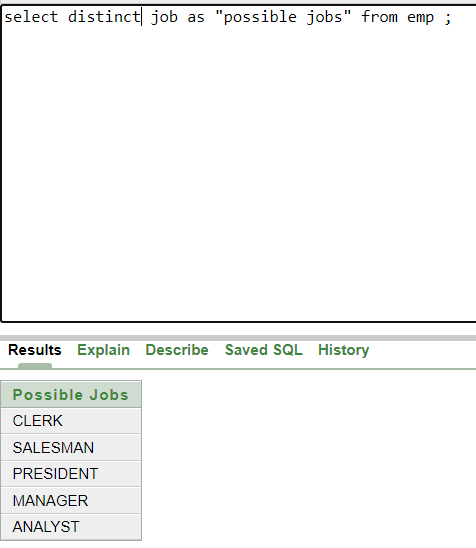 select distinct job as "possible jobs" from emp ;
Results Explain Describe Saved SQL History
Possible Jobs
CLERK
SALESMAN
PRESIDENT
MANAGER
ANALYST